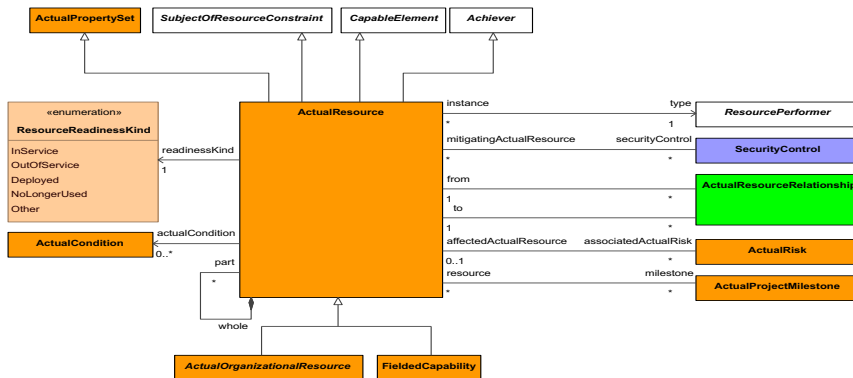 ActualPropertySet
SubjectOfResourceConstraint
CapableElement
Achiever
«enumeration»
ResourceReadinessKind
InService
OutOfService
Deployed
NoLongerUsed
Other
readinessKind
1
ActualResource
instance
type
*
1
ResourcePerformer
mitigatingActualResource
securityControl
*
*
SecurityControl
from
1
*
ActualResourceRelationship
to
1
*
ActualCondition
actualCondition
0..*
affectedActualResource
associatedActualRisk
0..1
*
ActualRisk
part
*
whole
resource
milestone
*
*
ActualProjectMilestone
ActualOrganizationalResource
FieldedCapability